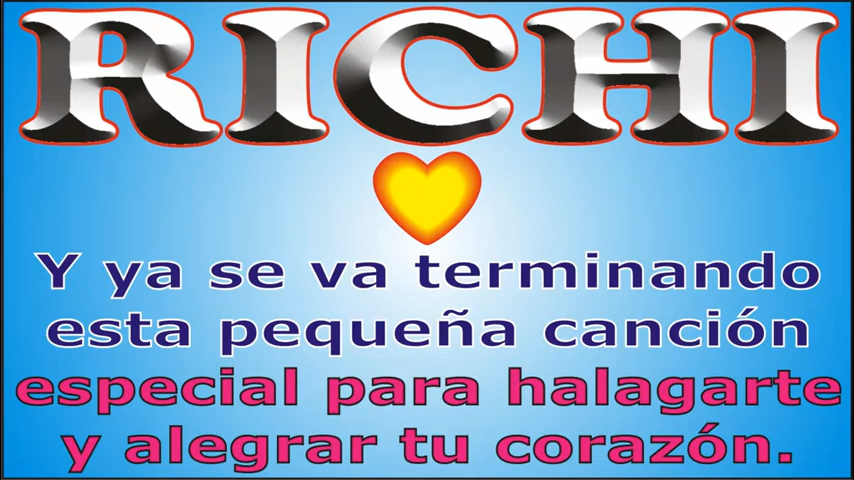 RICHI
Y ya se va terminando
esta pequeña canción
especial para halagarte
y alegrar tu corazón.